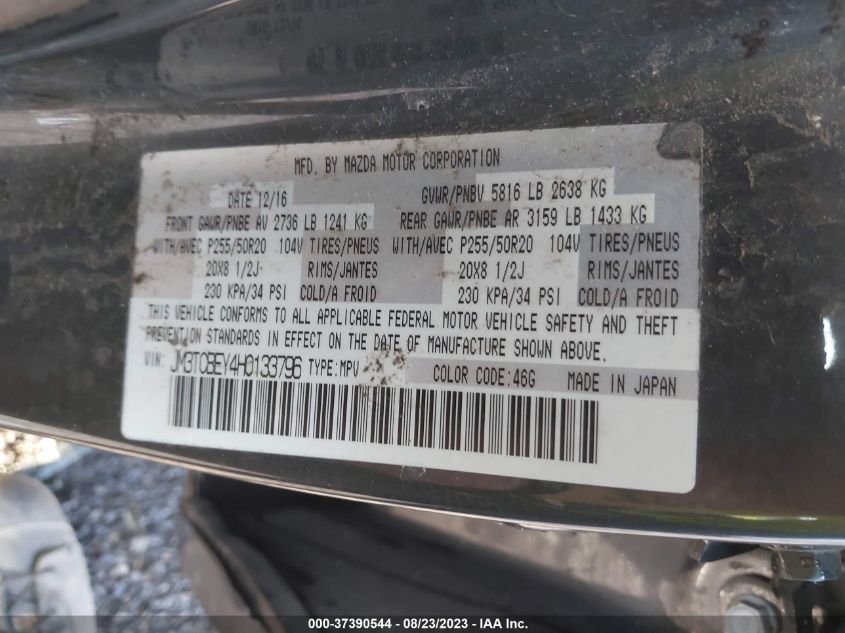 MFD. BY MAZDA MOTOR CORPORATION
DATE 12/16 GVWR/PNBV 5816 LB 2638 KG
FRONT GAWR/PNBE AV 2736 LB 1241 KG REAR GAWR/PNBE AR 3159 LB 1433 KG
WITH/AVEC P255/50R20 104V TIRES/PNEUS WITH/AVEC P255/50R20 104V TIRES/PNEUS
20X8 1/2J RIMS/JANTES 20X8 1/2J RIMS/JANTES
230 KPA/34 PSI COLD/A FROID 230 KPA/34 PSI COLD/A FROID
THIS VEHICLE CONFORMS TO ALL APPLICABLE FEDERAL MOTOR VEHICLE SAFETY AND THEFT
PREVENTION STANDARDS IN EFFECT ON THE DATE OF MANUFACTURE SHOWN ABOVE.
VIN: JM3TCBEY4H0133796 TYPE:MPV COLOR CODE:46G MADE IN JAPAN
000-37390544 - 08/23/2023 - IAA Inc.